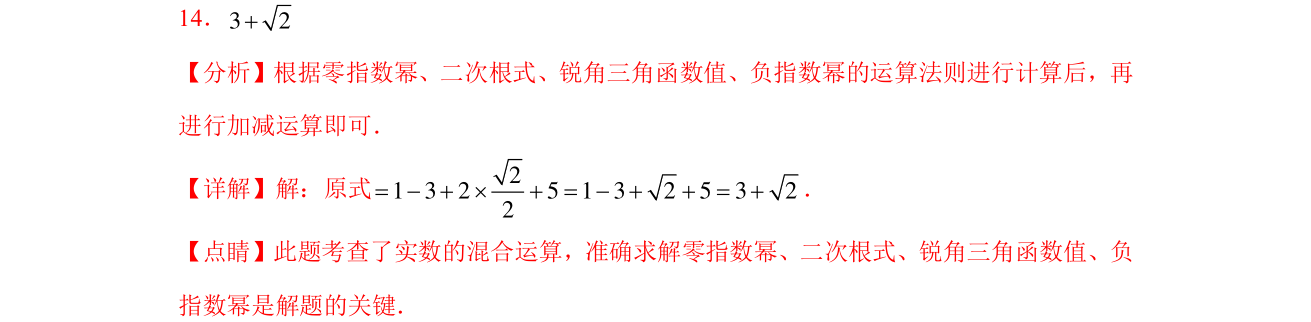 14．3+√2
【分析】根据零指数幂、二次根式、锐角三角函数值、负指数幂的运算法则进行计算后，再
进行加减运算即可．
【详解】解：原式=1−3+2×√2/2+5=1−3+√2+5=3+√2．
【点睛】此题考查了实数的混合运算，准确求解零指数幂、二次根式、锐角三角函数值、负
指数幂是解题的关键．